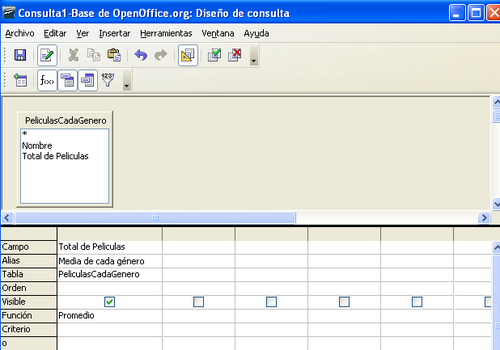 Consulta1-Base de OpenOffice.org: Diseño de consulta
Archivo Editar Ver Insertar Herramientas Ventana Ayuda
f(x)
PeliculasCadaGenero
*
Nombre
Total de Peliculas
Campo Total de Peliculas
Alias Media de cada género
Tabla PeliculasCadaGenero
Orden
Visible
Función Promedio
Criterio
o